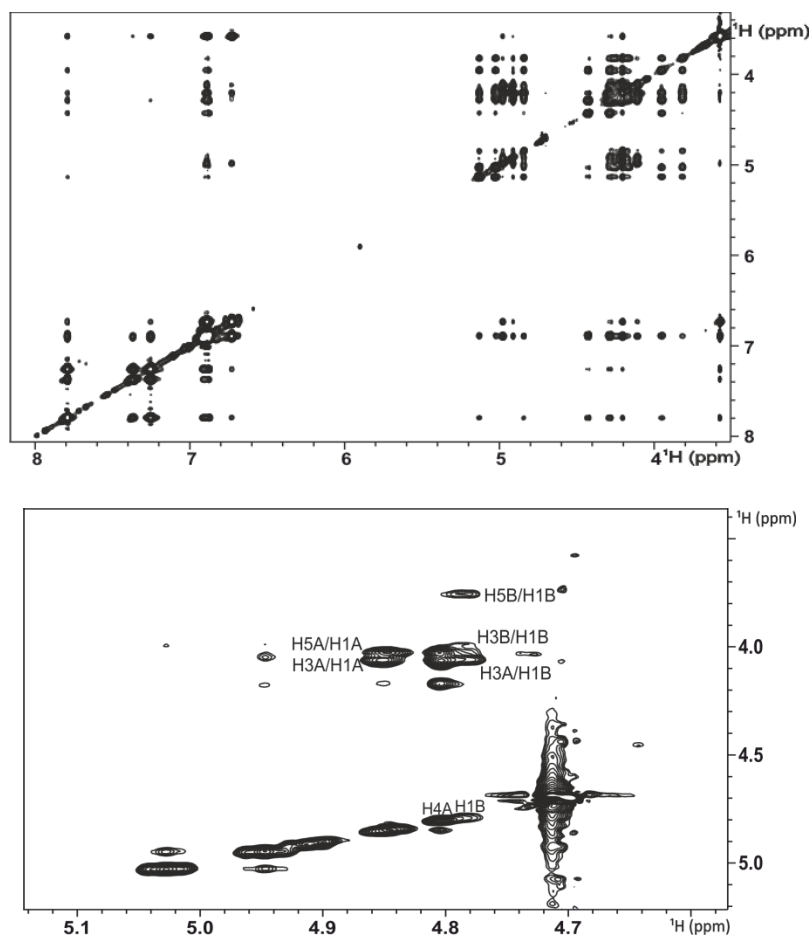 ¹H (ppm)
4
5
6
7
8
8
7
6
5
4 ¹H (ppm)
¹H (ppm)
H5B/H1B
H5A/H1A
H3B/H1B
4.0
H3A/H1A
H3A/H1B
4.5
H4A
H1B
5.0
5.1
5.0
4.9
4.8
4.7
¹H (ppm)